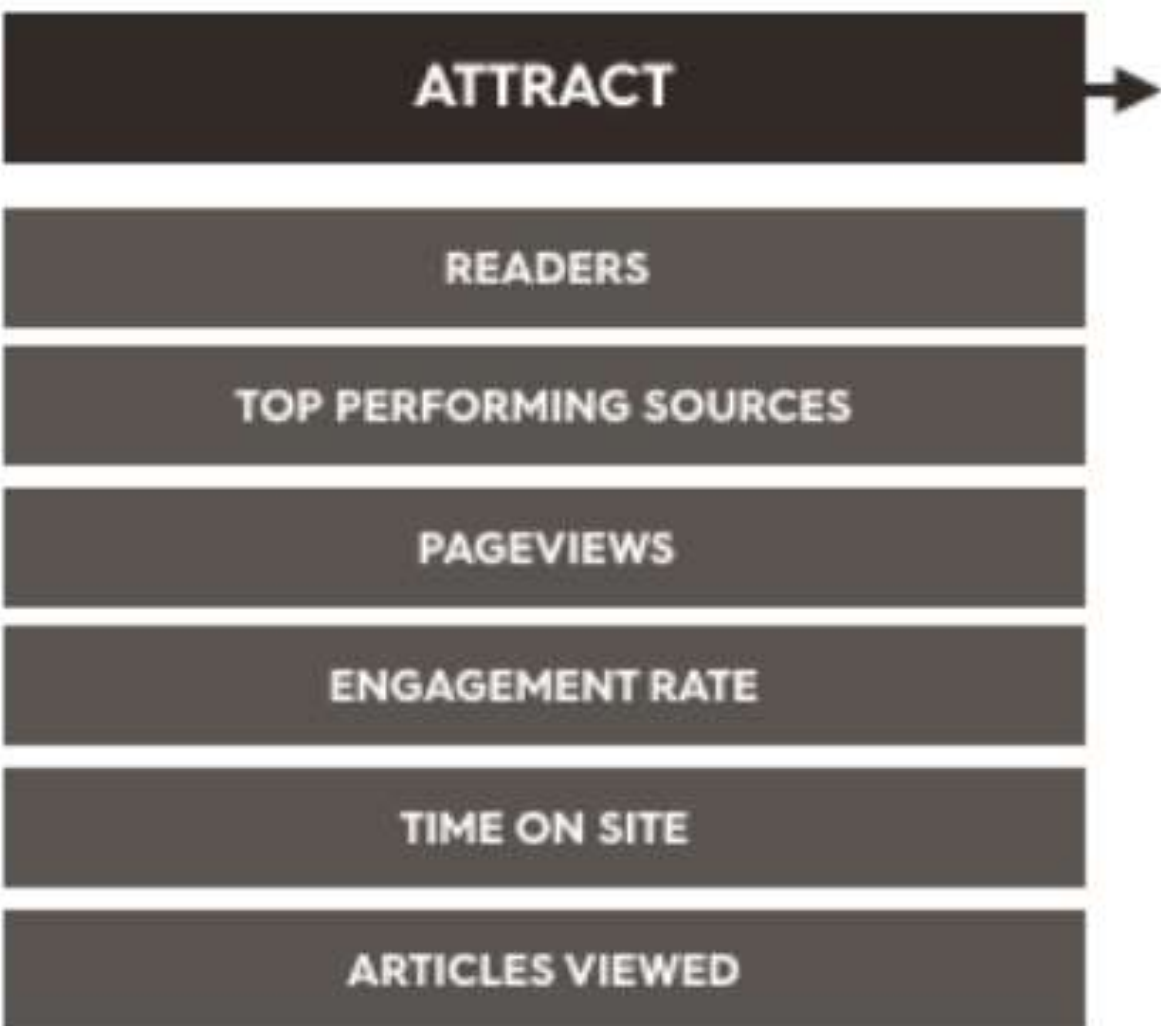 ATTRACT
READERS
TOP PERFORMING SOURCES
PAGEVIEWS
ENGAGEMENT RATE
TIME ON SITE
ARTICLES VIEWED